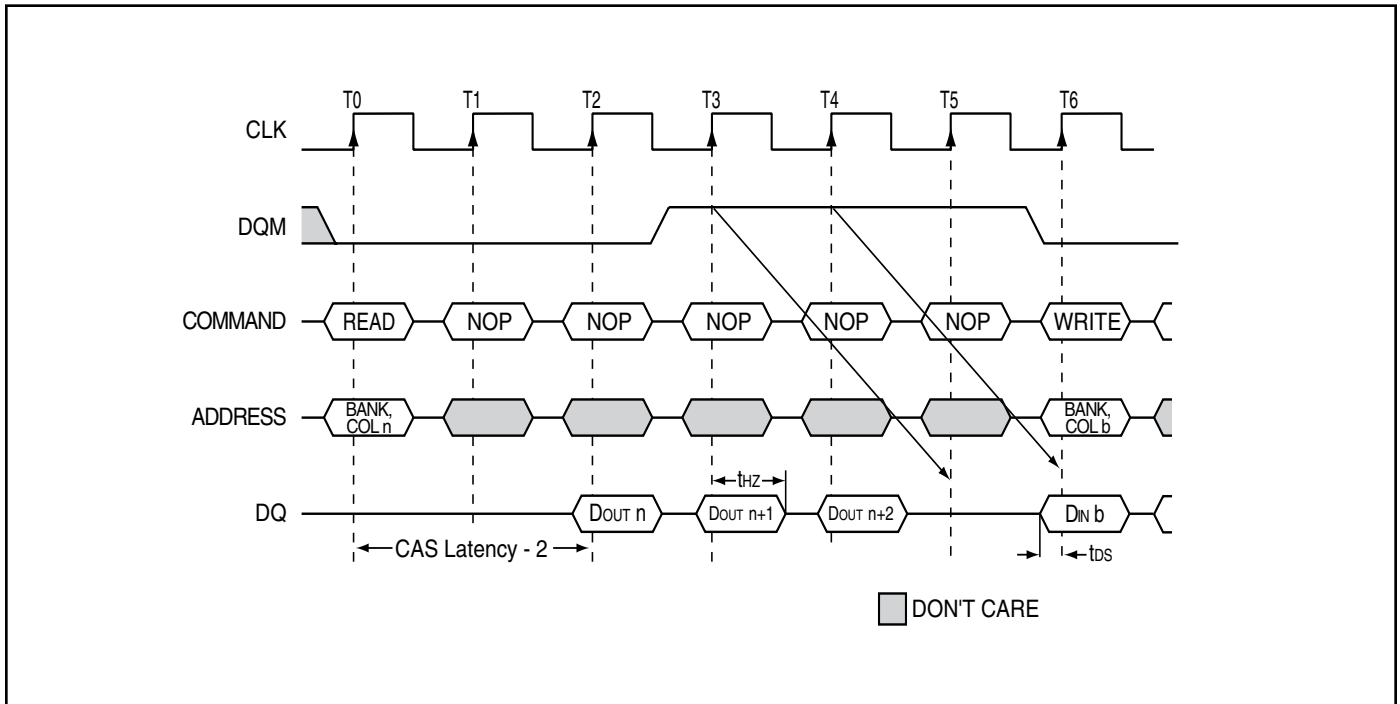 T0 T1 T2 T3 T4 T5 T6
CLK
DQM
COMMAND READ NOP NOP NOP NOP NOP WRITE
ADDRESS BANK, COL n BANK, COL b
tHZ
DQ DOUT n DOUT n+1 DOUT n+2 DIN b
CAS Latency - 2 tDS
DON'T CARE